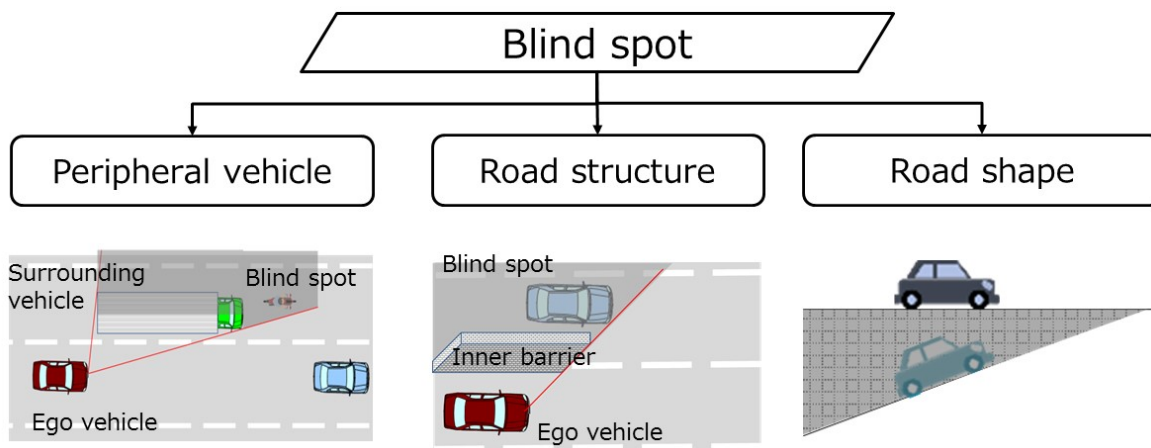 Blind spot
Peripheral vehicle
Road structure
Road shape
Surrounding
vehicle
Blind spot
Ego vehicle
Blind spot
Inner barrier
Ego vehicle